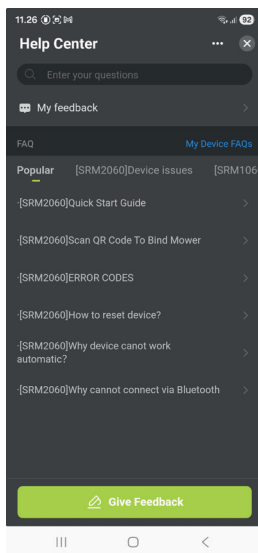 11.26
92
Help Center
Enter your questions
My feedback
FAQ
My Device FAQs
Popular
[SRM2060]Device issues
[SRM106
·[SRM2060]Quick Start Guide
·[SRM2060]Scan QR Code To Bind Mower
·[SRM2060]ERROR CODES
·[SRM2060]How to reset device?
·[SRM2060]Why device canot work
automatic?
·[SRM2060]Why cannot connect via Bluetooth
Give Feedback